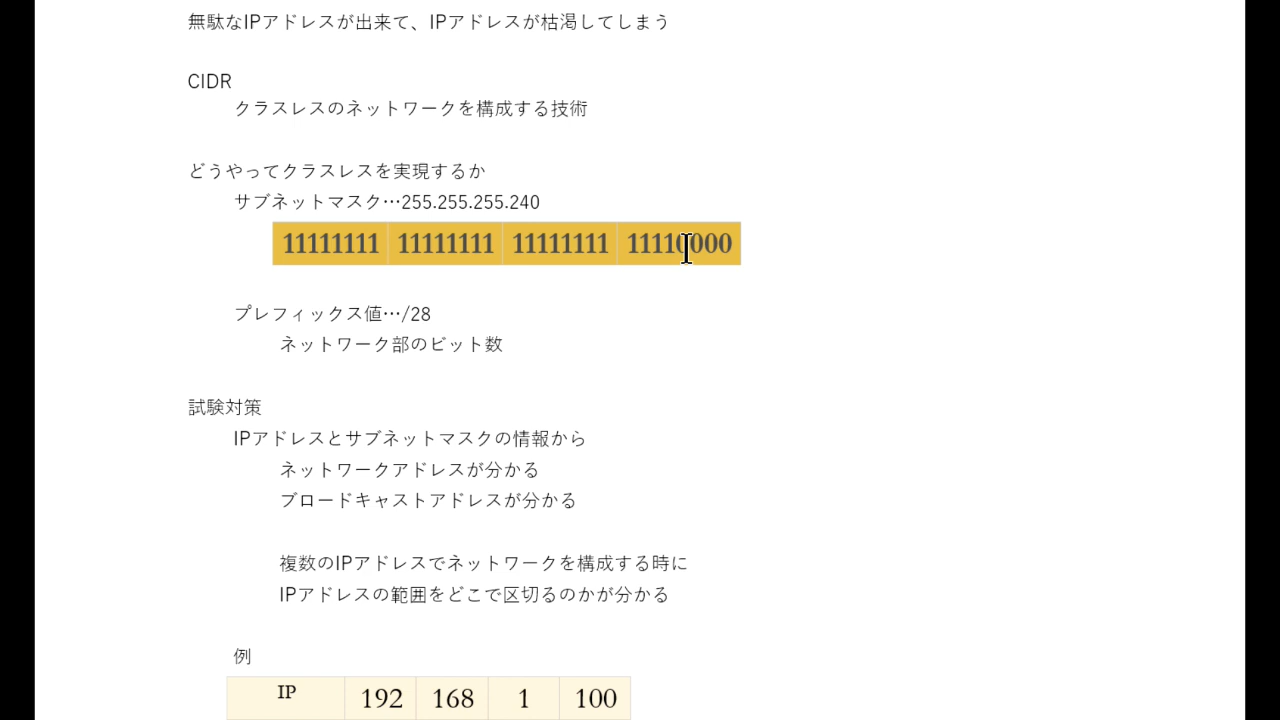 無駄なIPアドレスが出来て、IPアドレスが枯渇してしまう
CIDR
クラスレスのネットワークを構成する技術
どうやってクラスレスを実現するか
サブネットマスク…255.255.255.240
11111111 11111111 11111111 11110000
プレフィックス値…/28
ネットワーク部のビット数
試験対策
IPアドレスとサブネットマスクの情報から
ネットワークアドレスが分かる
ブロードキャストアドレスが分かる
複数のIPアドレスでネットワークを構成する時に
IPアドレスの範囲をどこで区切るのかが分かる
例
IP 192 168 1 100